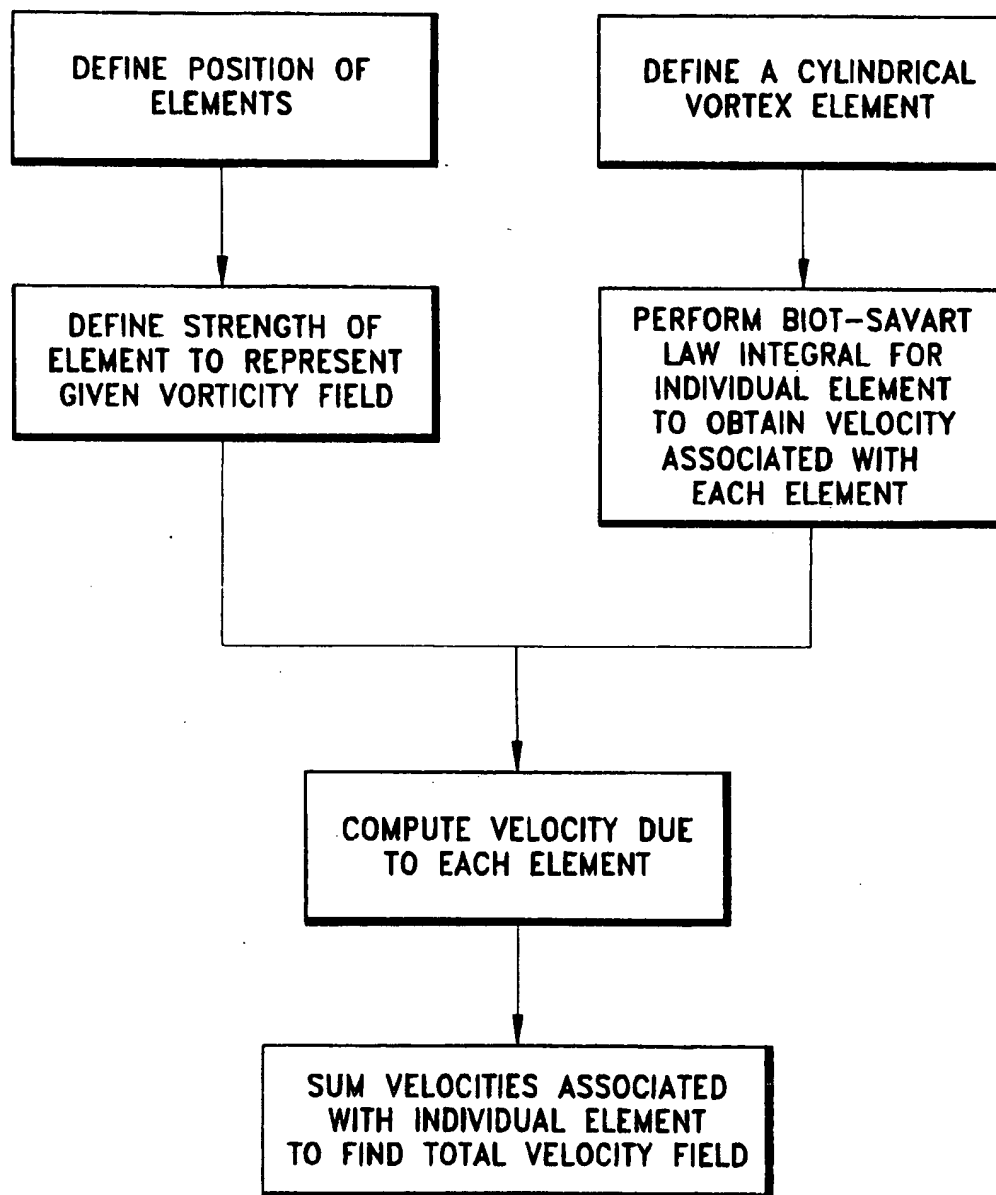 DEFINE POSITION OF
ELEMENTS
DEFINE A CYLINDRICAL
VORTEX ELEMENT
DEFINE STRENGTH OF
ELEMENT TO REPRESENT
GIVEN VORTICITY FIELD
PERFORM BIOT-SAVART
LAW INTEGRAL FOR
INDIVIDUAL ELEMENT
TO OBTAIN VELOCITY
ASSOCIATED WITH
EACH ELEMENT
COMPUTE VELOCITY DUE
TO EACH ELEMENT
SUM VELOCITIES ASSOCIATED
WITH INDIVIDUAL ELEMENT
TO FIND TOTAL VELOCITY FIELD